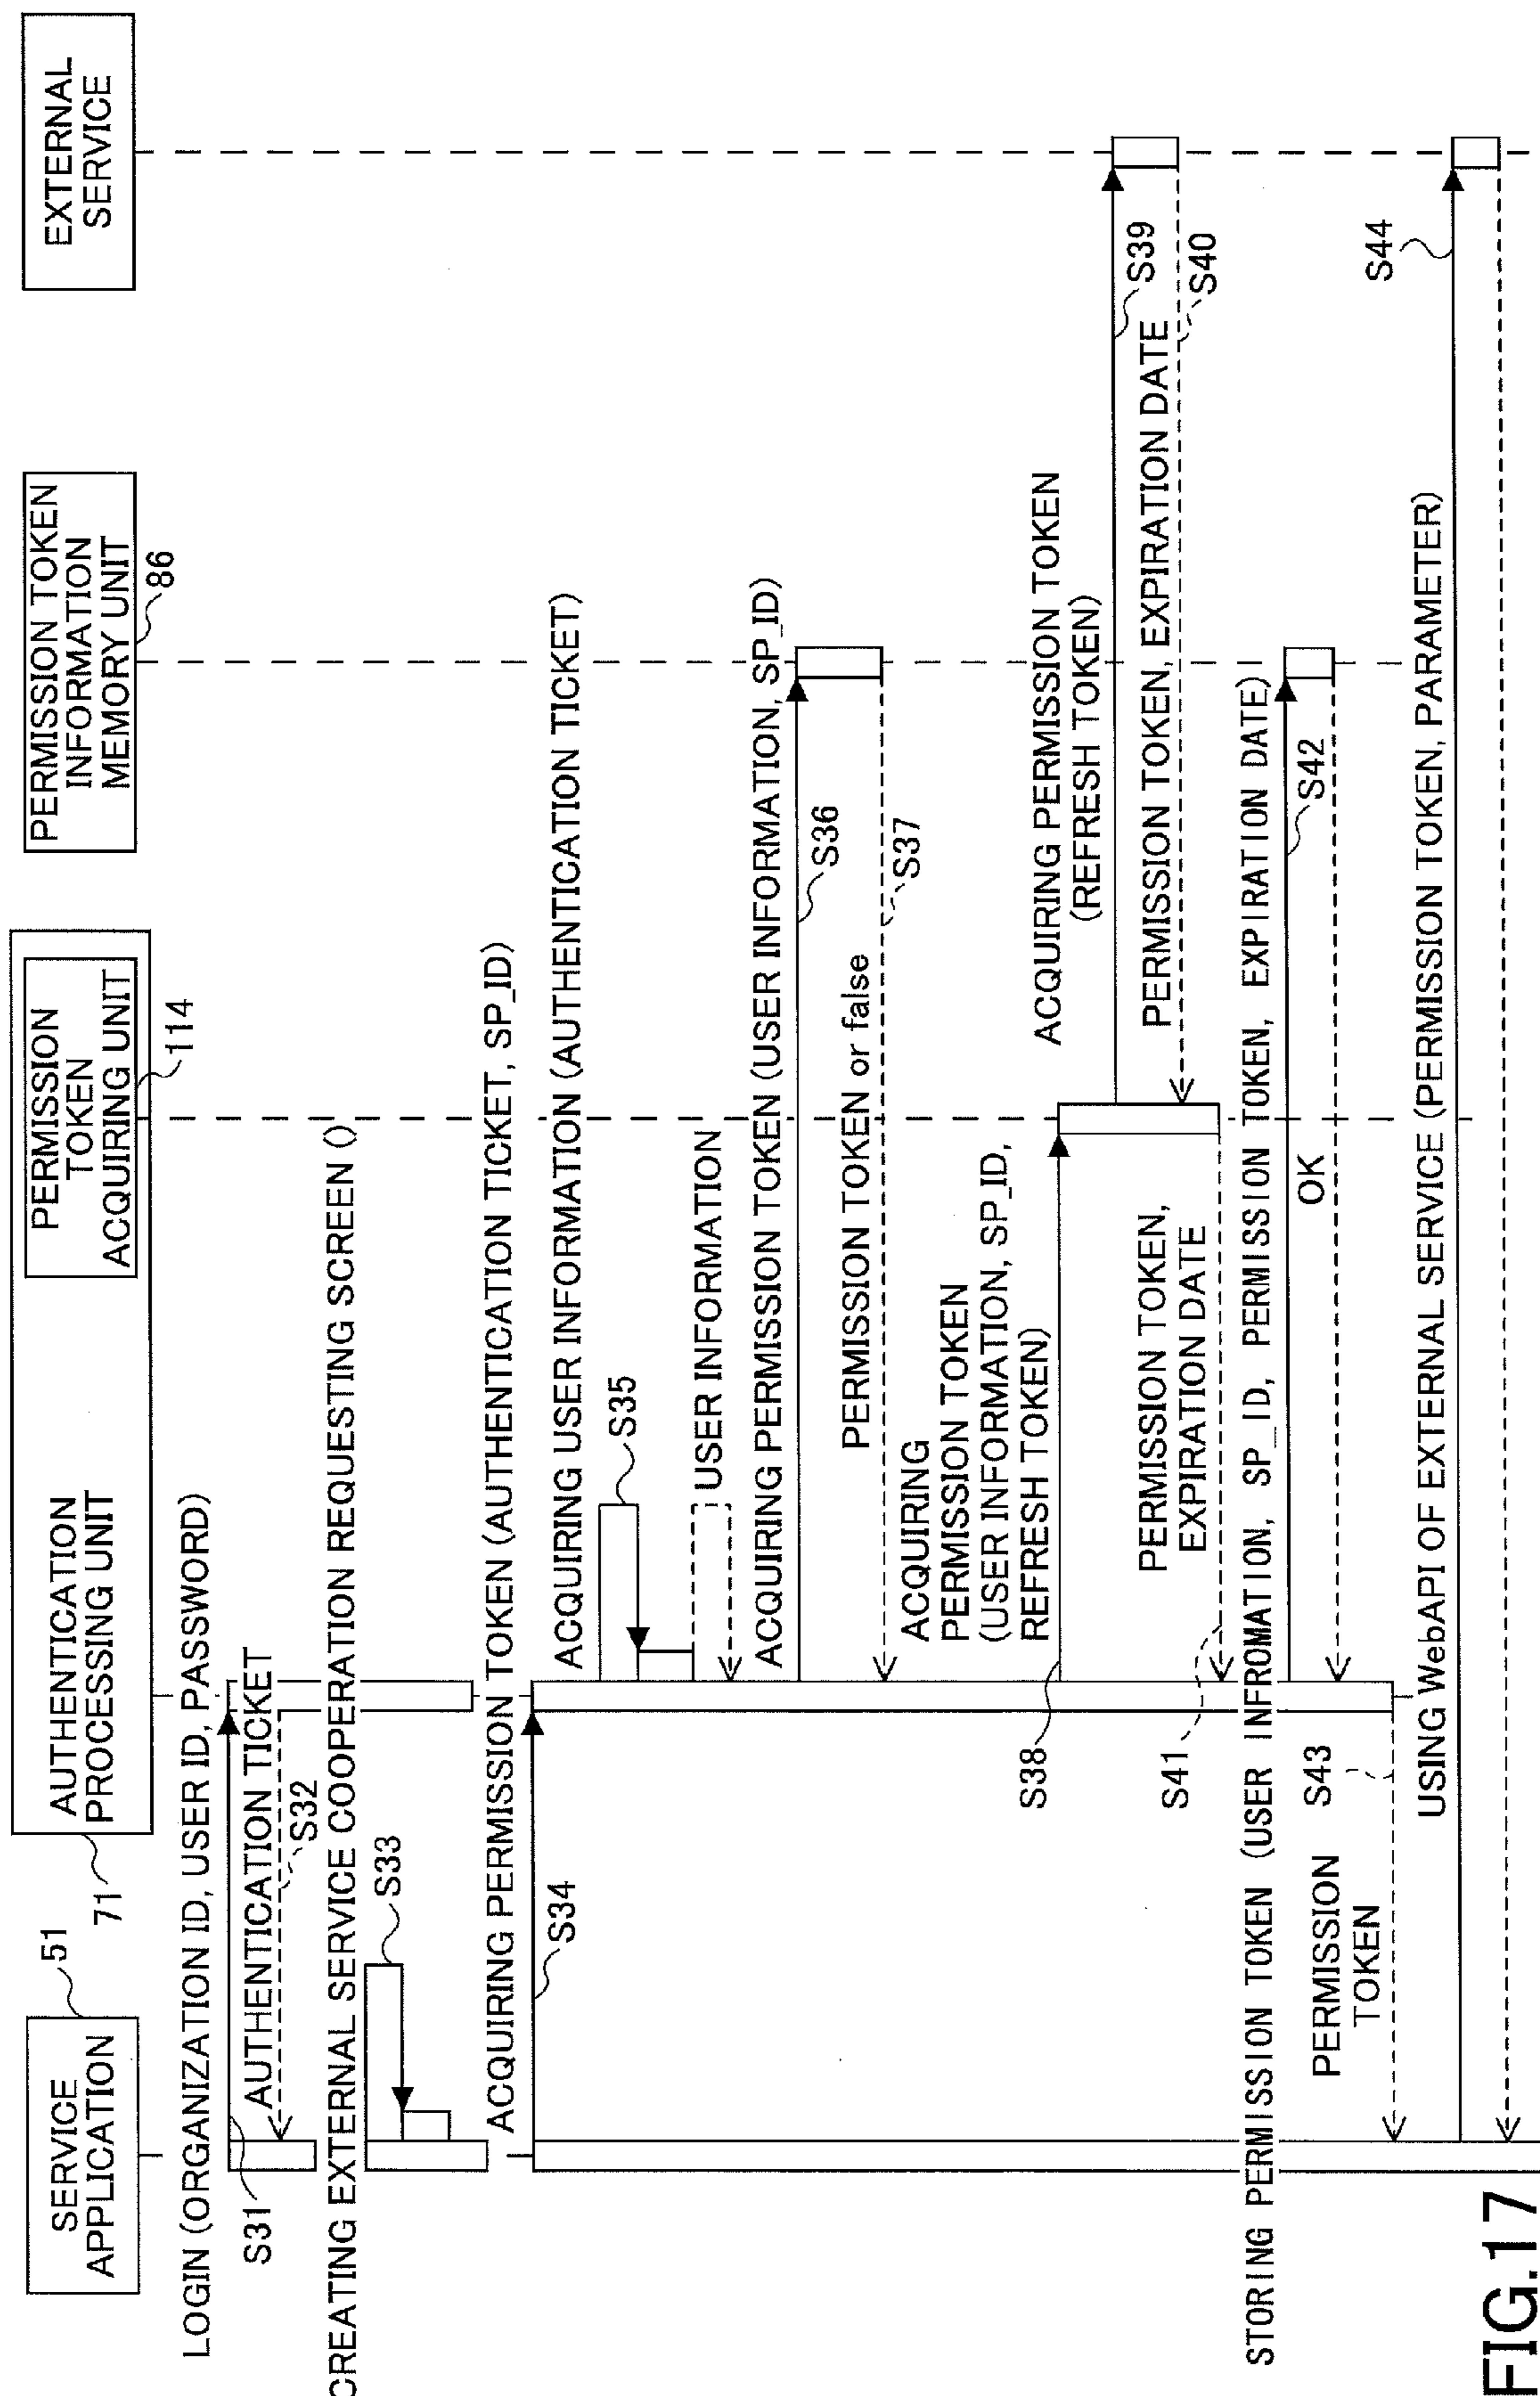 SERVICE
APPLICATION
51
AUTHENTICATION
PROCESSING UNIT
71
PERMISSION
TOKEN
ACQUIRING UNIT
114
PERMISSION TOKEN
INFORMATION
MEMORY UNIT
86
EXTERNAL
SERVICE
LOGIN (ORGANIZATION ID, USER ID, PASSWORD)
S31
AUTHENTICATION TICKET
S32
CREATING EXTERNAL SERVICE COOPERATION REQUESTING SCREEN ()
S33
ACQUIRING PERMISSION TOKEN (AUTHENTICATION TICKET, SP_ID)
S34
ACQUIRING USER INFORMATION (AUTHENTICATION TICKET)
S35
USER INFORMATION
ACQUIRING PERMISSION TOKEN (USER INFORMATION, SP_ID)
S36
PERMISSION TOKEN or false
S37
ACQUIRING
PERMISSION TOKEN
(USER INFORMATION, SP_ID,
REFRESH TOKEN)
S38
ACQUIRING PERMISSION TOKEN
(REFRESH TOKEN)
S39
PERMISSION TOKEN, EXPIRATION DATE
S40
PERMISSION TOKEN,
EXPIRATION DATE
S41
STORING PERMISSION TOKEN (USER INFROMATION, SP_ID, PERMISSION TOKEN, EXPIRATION DATE)
S42
OK
PERMISSION
TOKEN
S43
USING WebAPI OF EXTERNAL SERVICE (PERMISSION TOKEN, PARAMETER)
S44
FIG.17